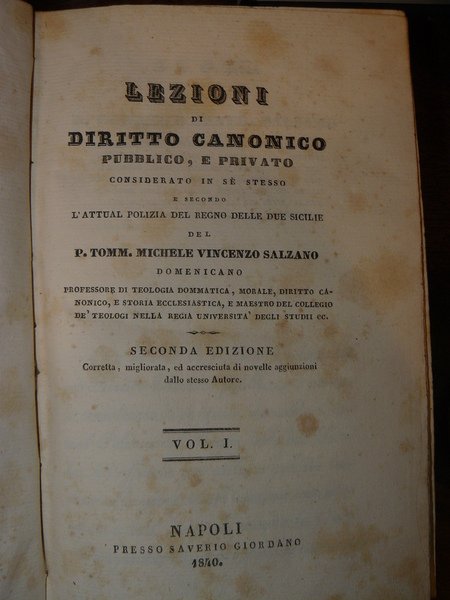 LEZIONI
DI
DIRITTO CANONICO
PUBBLICO, E PRIVATO
CONSIDERATO IN SÈ STESSO
E SECONDO
L'ATTUAL POLIZIA DEL REGNO DELLE DUE SICILIE
DEL
P. TOMM. MICHELE VINCENZO SALZANO
DOMENICANO
PROFESSORE DI TEOLOGIA DOMMATICA, MORALE, DIRITTO CA-
NONICO, E STORIA ECCLESIASTICA, E MAESTRO DEL COLLEGIO
DE' TEOLOGI NELLA REGIA UNIVERSITA' DEGLI STUDII EC.
SECONDA EDIZIONE
Corretta, migliorata, ed accresciuta di novelle aggiunzioni
dallo stesso Autore.
VOL. I.
NAPOLI
PRESSO SAVERIO GIORDANO
1840.